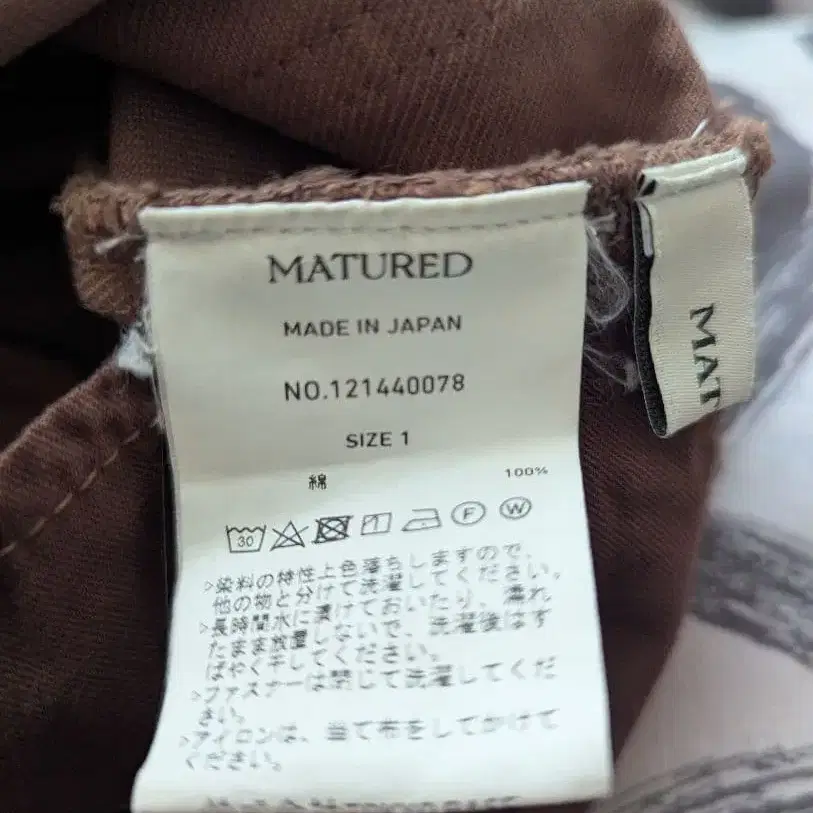 MATURED
MADE IN JAPAN
NO.121440078
SIZE 1
綿 100%
30 1 F W
>染料の特性上色落ちしますので、
他の物と分けて洗濯してください。
>長時間水に漬けておいたり、濡れ
たまま放置しないで、洗濯後はす
ばやく干してください。
>ファスナーは閉じて洗濯してくだ
さい。
>アイロンは、当て布をしてかけて
ください。
MAT